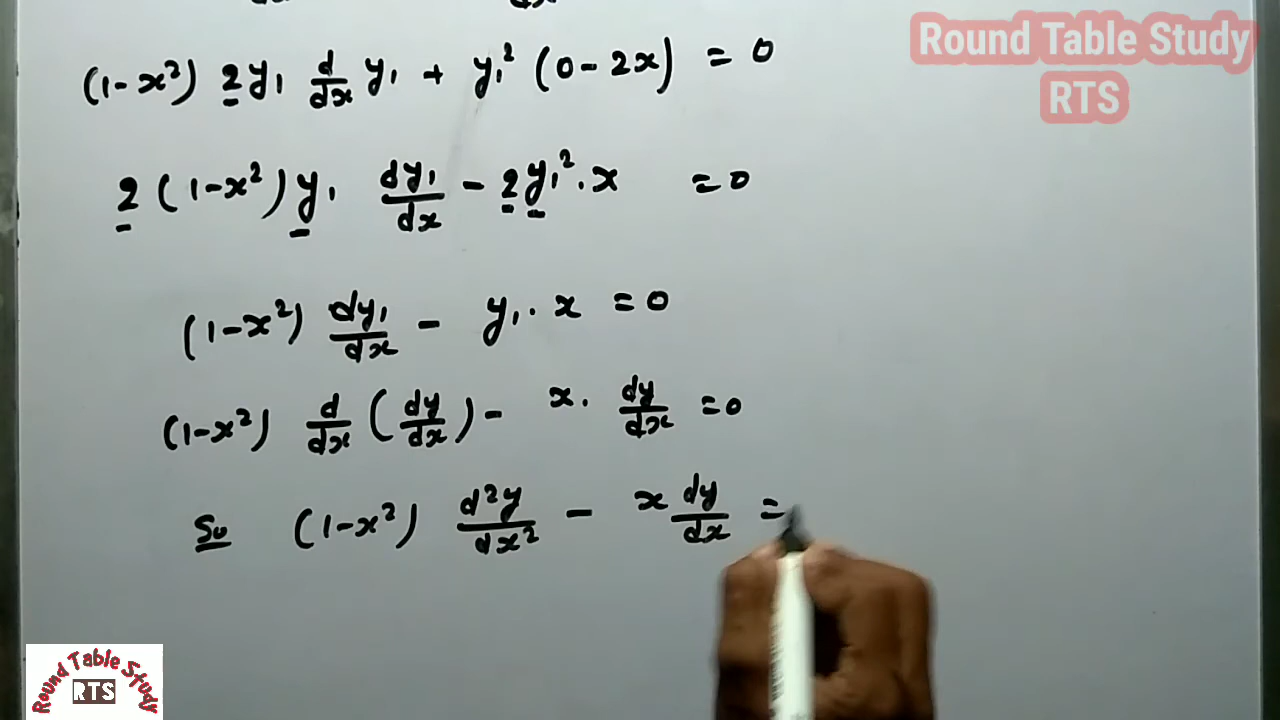 Round Table Study
RTS
(1-x²) 2y₁ d/dx y₁ + y₁² (0-2x) = 0
2(1-x²) y₁ dy₁/dx - 2y₁².x = 0
(1-x²) dy₁/dx - y₁.x = 0
(1-x²) d/dx (dy/dx) - x. dy/dx = 0
So (1-x²) d²y/dx² - x dy/dx =
Round Table Study
RTS